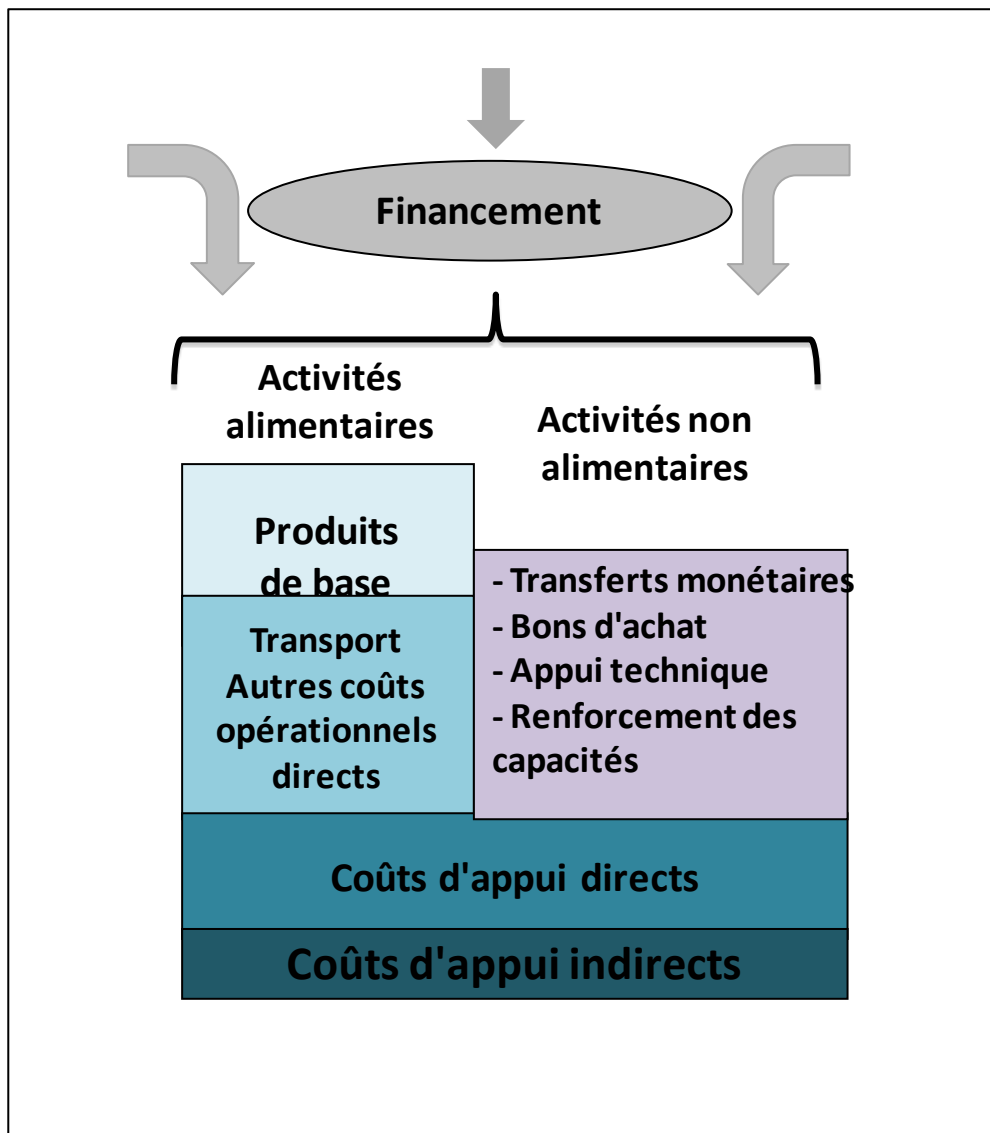 Financement
Activités
alimentaires
Activités non
alimentaires
Produits
de base
Transport
Autres coûts
opérationnels
directs
- Transferts monétaires
- Bons d'achat
- Appui technique
- Renforcement des
capacités
Coûts d'appui directs
Coûts d'appui indirects